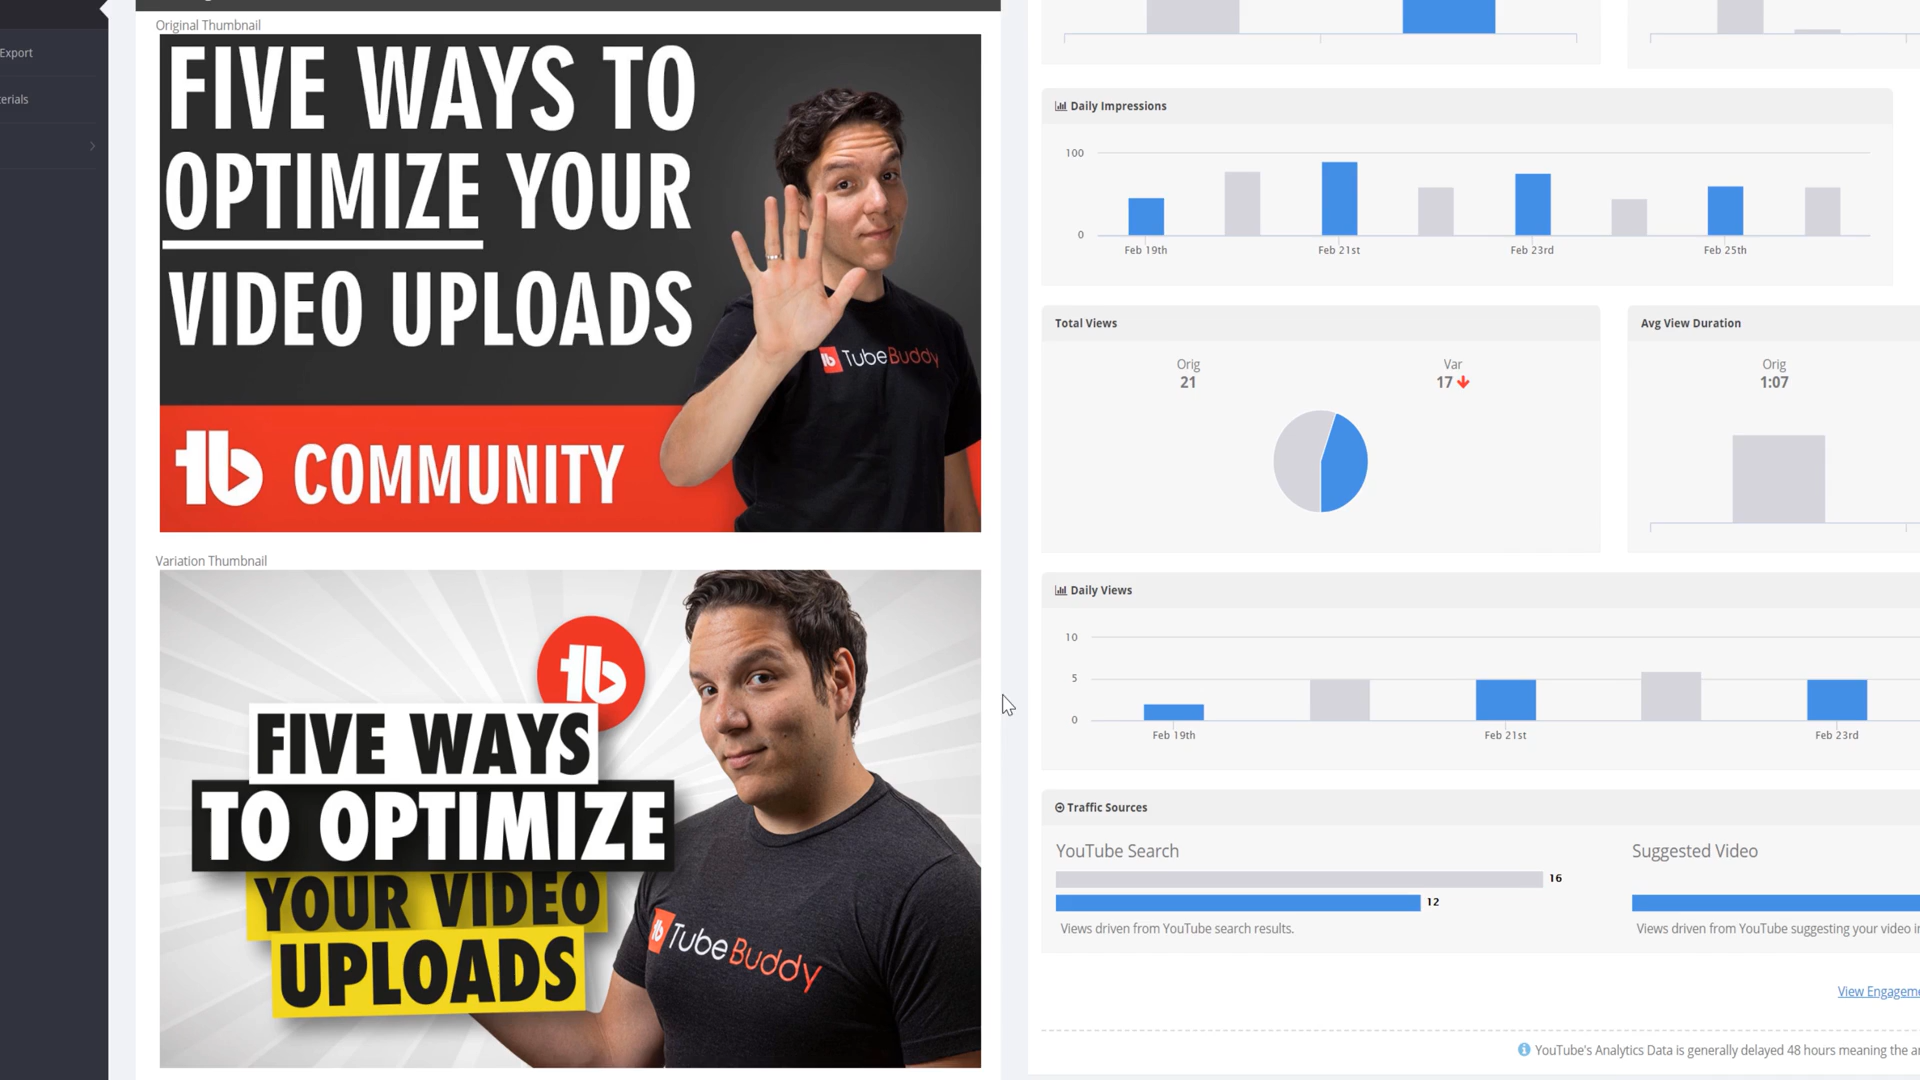 Export
Original Thumbnail
FIVE WAYS TO
OPTIMIZE YOUR
VIDEO UPLOADS
TubeBuddy
tb COMMUNITY
Variation Thumbnail
tb
FIVE WAYS
TO OPTIMIZE
YOUR VIDEO
UPLOADS
TubeBuddy
Daily Impressions
100
0
Feb 19th
Feb 21st
Feb 23rd
Feb 25th
Total Views
Orig
21
Var
17
Avg View Duration
Orig
1:07
Daily Views
10
5
0
Feb 19th
Feb 21st
Feb 23rd
Traffic Sources
YouTube Search
16
12
Views driven from YouTube search results.
Suggested Video
Views driven from YouTube suggesting your video
View
YouTube's Analytics Data is generally delayed 48 hours meaning the